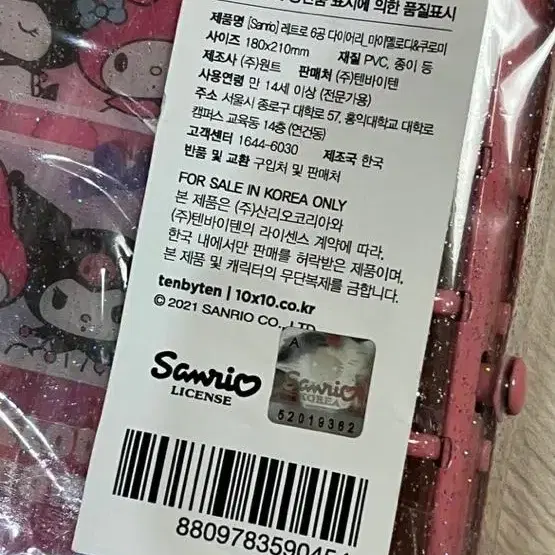 표시에 의한 품질표시
제품명 [Sanrio] 레트로 6공 다이어리_마이멜로디&쿠로미
사이즈 180x210mm 재질 PVC, 종이 등
제조사 (주)원트 판매처 (주)텐바이텐
사용연령 만 14세 이상 (전문가용)
주소 서울시 종로구 대학로 57, 홍익대학교 대학로
캠퍼스 교육동 14층 (연건동)
고객센터 1644-6030 제조국 한국
반품 및 교환 구입처 및 판매처
FOR SALE IN KOREA ONLY
본 제품은 (주)산리오코리아와
(주)텐바이텐의 라이센스 계약에 따라,
한국 내에서만 판매를 허락받은 제품이며,
본 제품 및 캐릭터의 무단복제를 금합니다.
tenbyten | 10x10.co.kr
© 2021 SANRIO CO., LTD
A
Sanrio
LICENSE
Sanrio
KOREA
52019362
880978359045